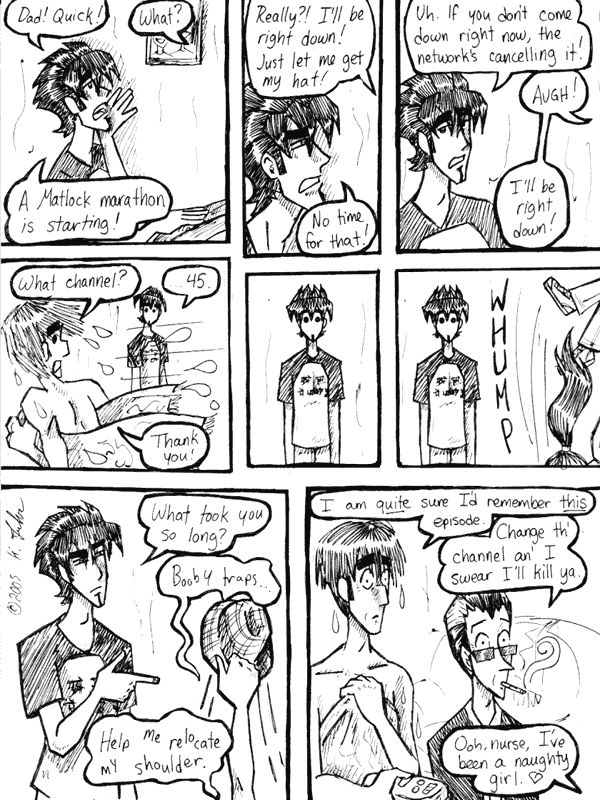 Dad! Quick!
What?
A Matlock marathon
is starting!
Really?! I'll be
right down!
Just let me get
my hat!
No time
for that!
Uh. If you don't come
down right now, the
network's cancelling it!
AUGH!
I'll be
right
down!
What channel?
...45.
Thank
you!
WHUMP
What took you
so long?
Booby traps...
Help me relocate
my shoulder.
I am quite sure I'd remember this
episode.
Change th'
channel an' I
swear I'll kill ya.
Ooh, nurse, I've
been a naughty
girl. ♡
©2005 K.